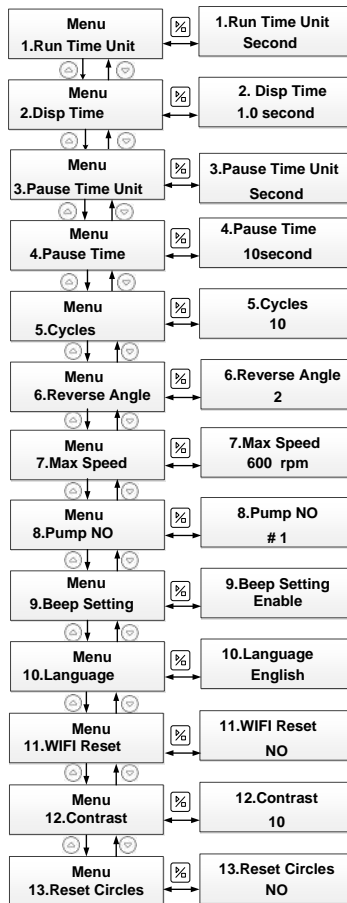 Menu
1.Run Time Unit
1.Run Time Unit
Second
Menu
2.Disp Time
2. Disp Time
1.0 second
Menu
3.Pause Time Unit
3.Pause Time Unit
Second
Menu
4.Pause Time
4.Pause Time
10second
Menu
5.Cycles
5.Cycles
10
Menu
6.Reverse Angle
6.Reverse Angle
2
Menu
7.Max Speed
7.Max Speed
600 rpm
Menu
8.Pump NO
8.Pump NO
# 1
Menu
9.Beep Setting
9.Beep Setting
Enable
Menu
10.Language
10.Language
English
Menu
11.WIFI Reset
11.WIFI Reset
NO
Menu
12.Contrast
12.Contrast
10
Menu
13.Reset Circles
13.Reset Circles
NO